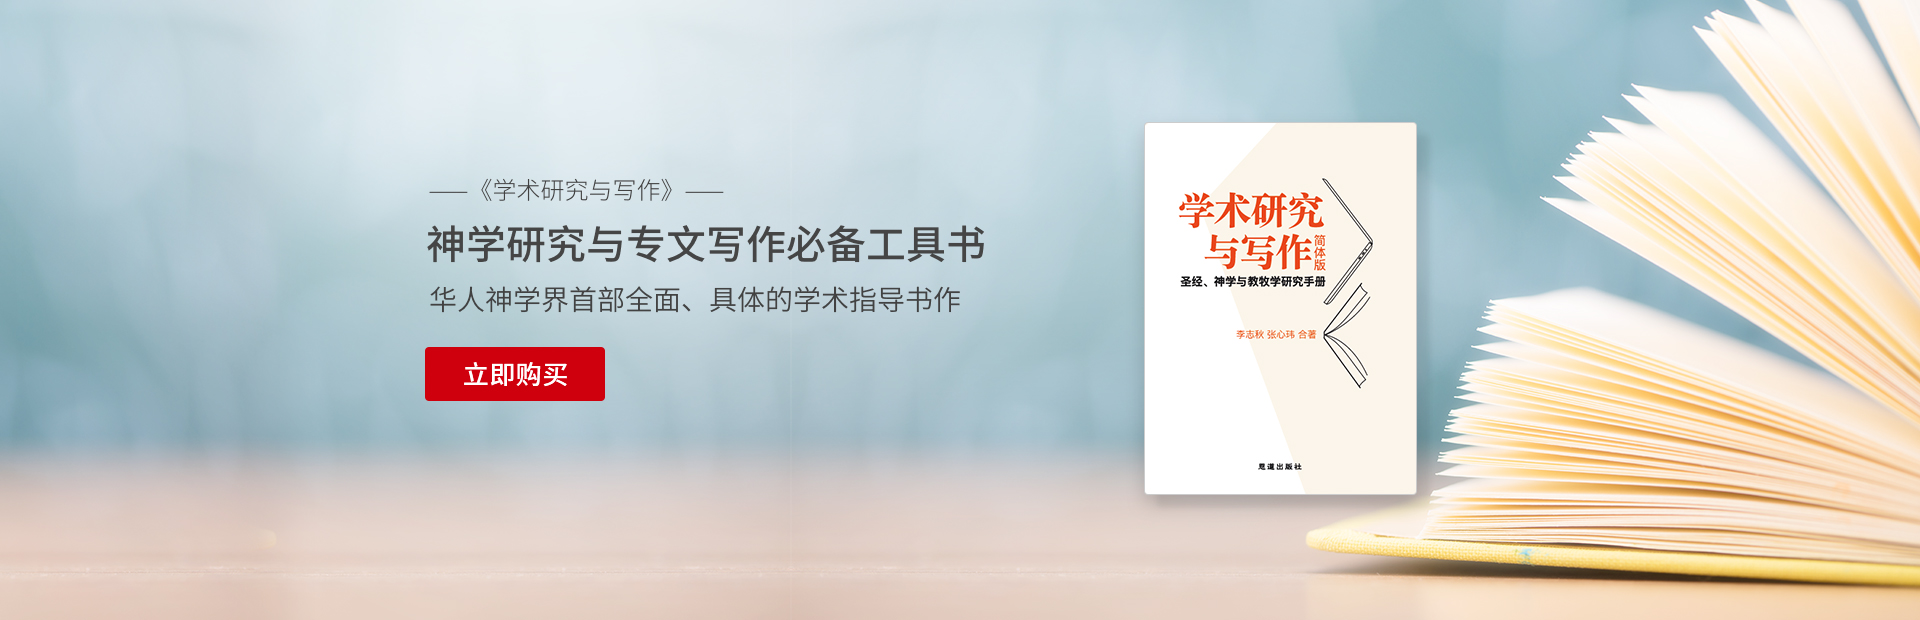 ——《学术研究与写作》——
神学研究与专文写作必备工具书
华人神学界首部全面、具体的学术指导书作
立即购买
学术研究
与写作
简体版
圣经、神学与教牧学研究手册
李志秋 张心玮 合著
恩道出版社